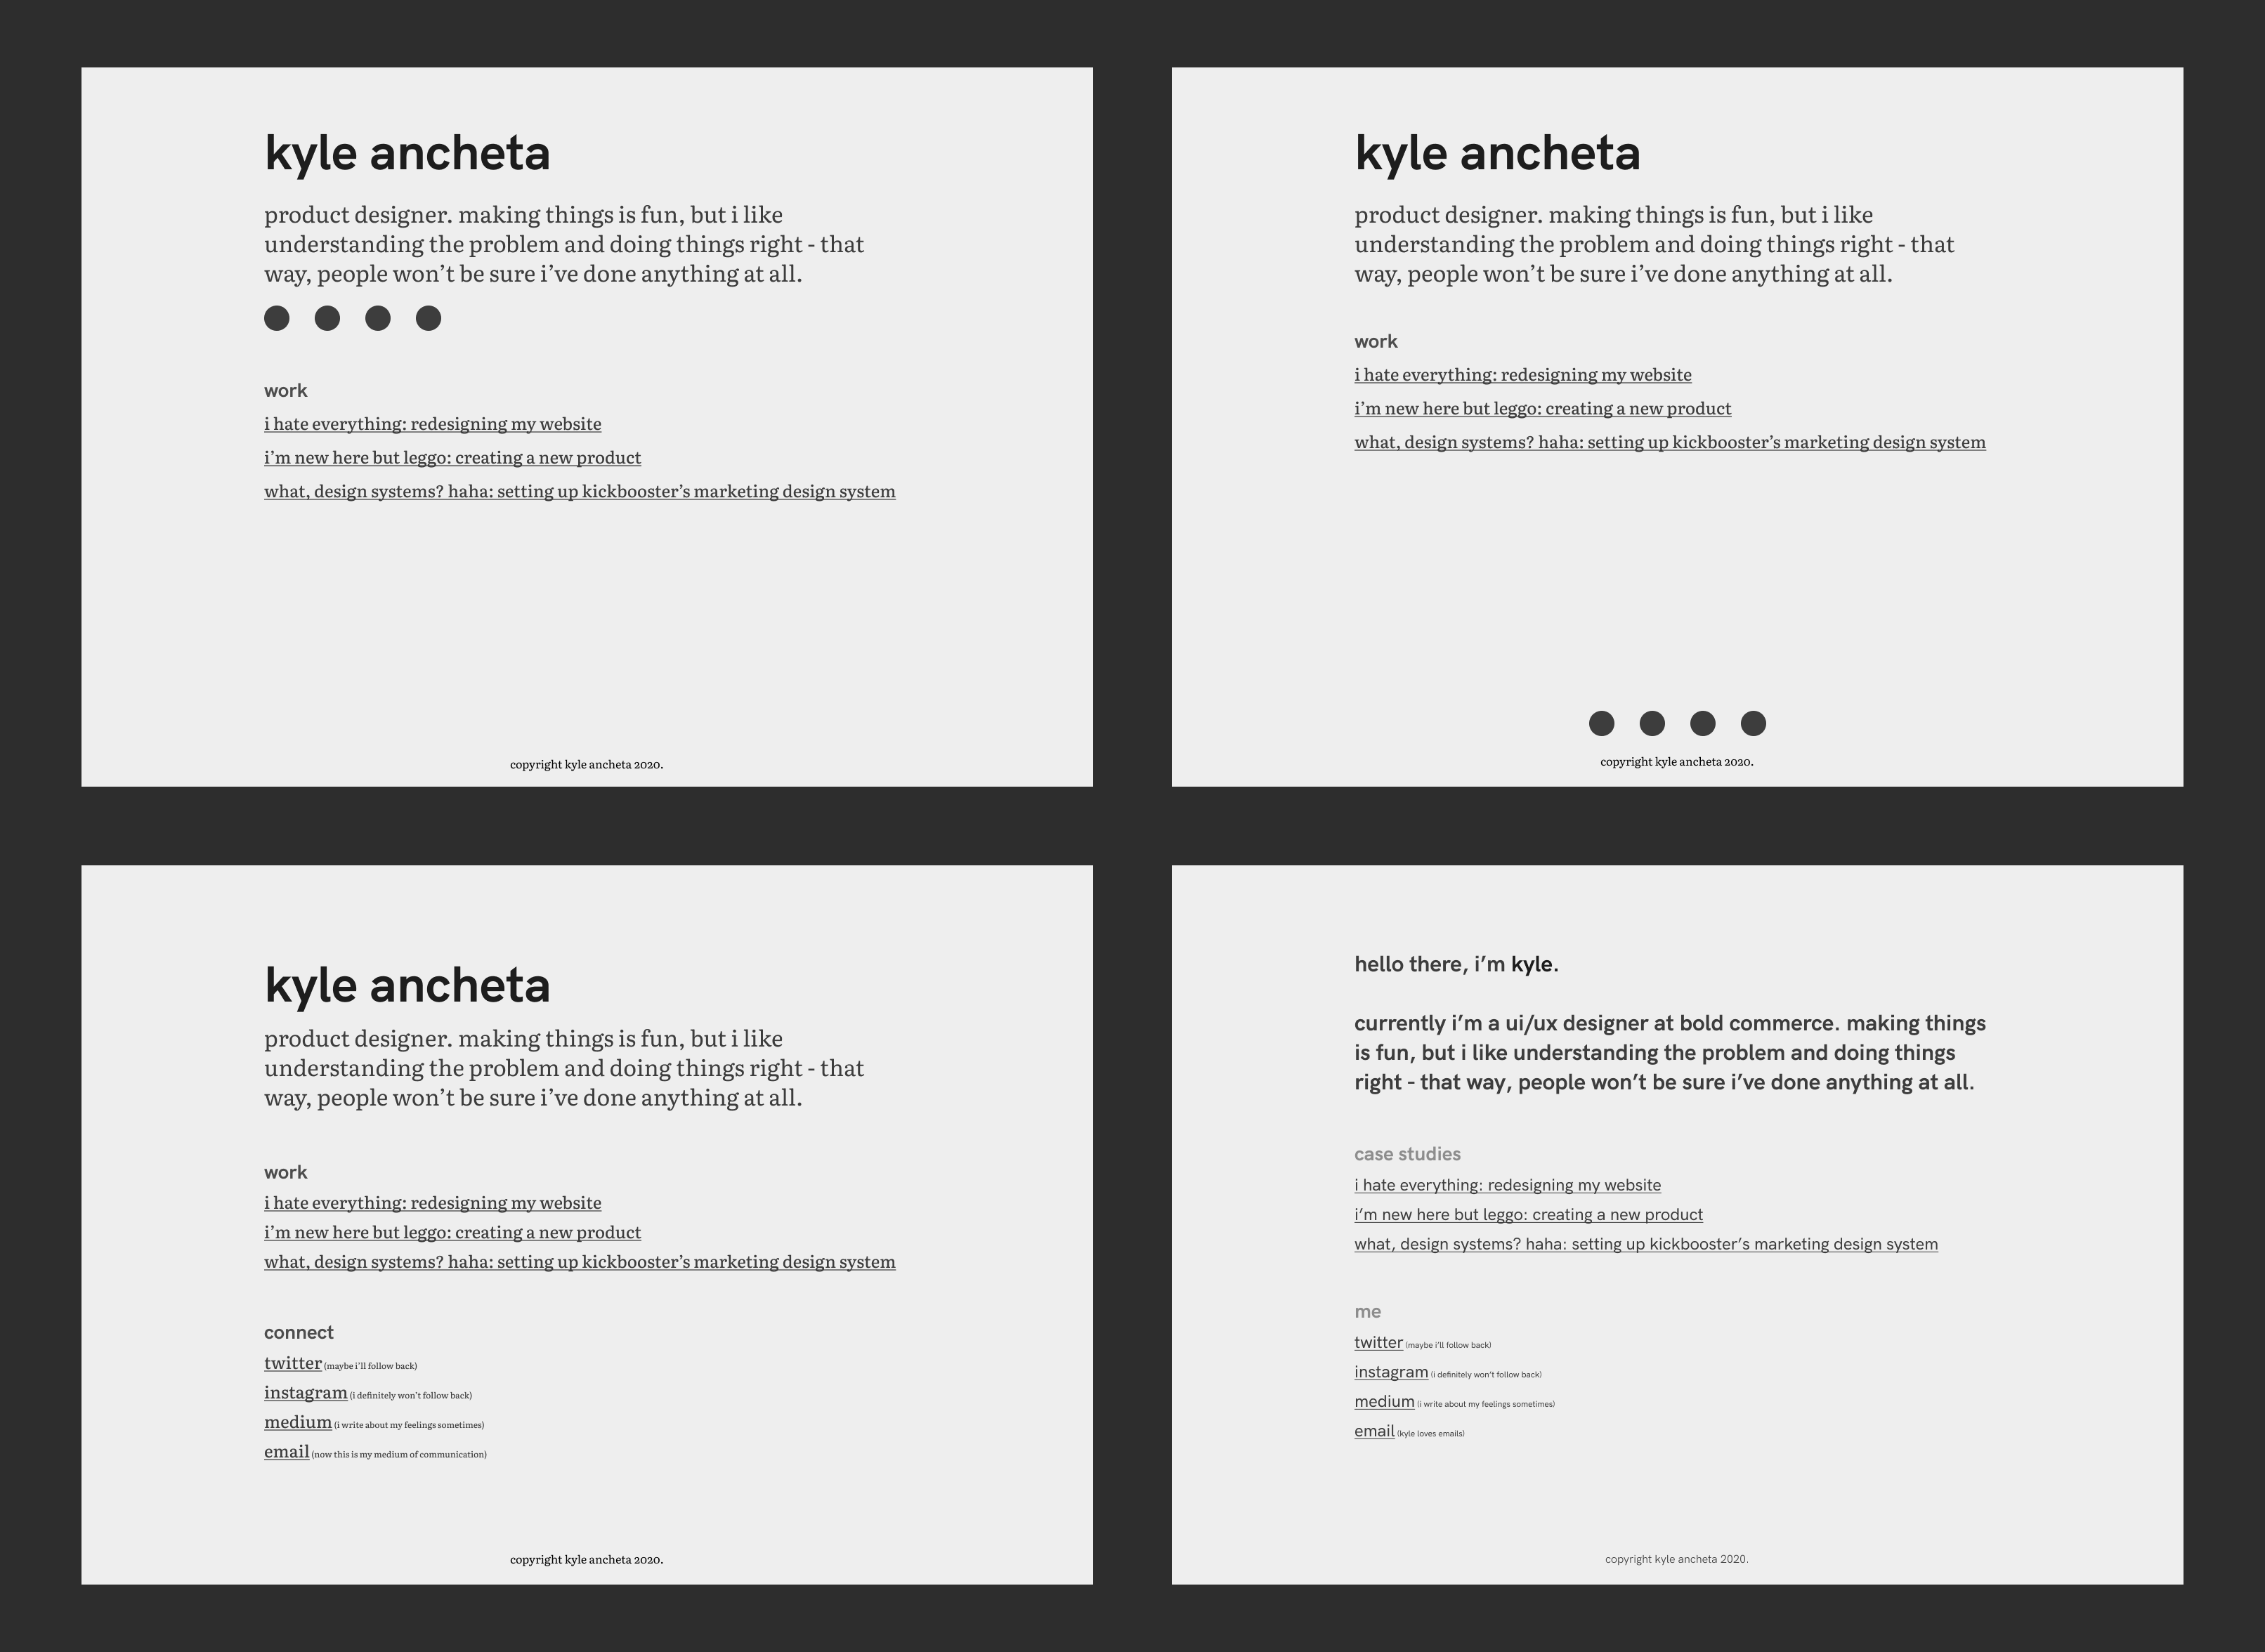 kyle ancheta
product designer. making things is fun, but i like
understanding the problem and doing things right - that
way, people won’t be sure i’ve done anything at all.
work
i hate everything: redesigning my website
i’m new here but leggo: creating a new product
what, design systems? haha: setting up kickbooster’s marketing design system
copyright kyle ancheta 2020.
kyle ancheta
product designer. making things is fun, but i like
understanding the problem and doing things right - that
way, people won’t be sure i’ve done anything at all.
work
i hate everything: redesigning my website
i’m new here but leggo: creating a new product
what, design systems? haha: setting up kickbooster’s marketing design system
copyright kyle ancheta 2020.
kyle ancheta
product designer. making things is fun, but i like
understanding the problem and doing things right - that
way, people won’t be sure i’ve done anything at all.
work
i hate everything: redesigning my website
i’m new here but leggo: creating a new product
what, design systems? haha: setting up kickbooster’s marketing design system
connect
twitter (maybe i’ll follow back)
instagram (i definitely won’t follow back)
medium (i write about my feelings sometimes)
email (now this is my medium of communication)
copyright kyle ancheta 2020.
hello there, i’m kyle.
currently i’m a ui/ux designer at bold commerce. making things
is fun, but i like understanding the problem and doing things
right - that way, people won’t be sure i’ve done anything at all.
case studies
i hate everything: redesigning my website
i’m new here but leggo: creating a new product
what, design systems? haha: setting up kickbooster’s marketing design system
me
twitter (maybe i’ll follow back)
instagram (i definitely won’t follow back)
medium (i write about my feelings sometimes)
email (kyle loves emails)
copyright kyle ancheta 2020.